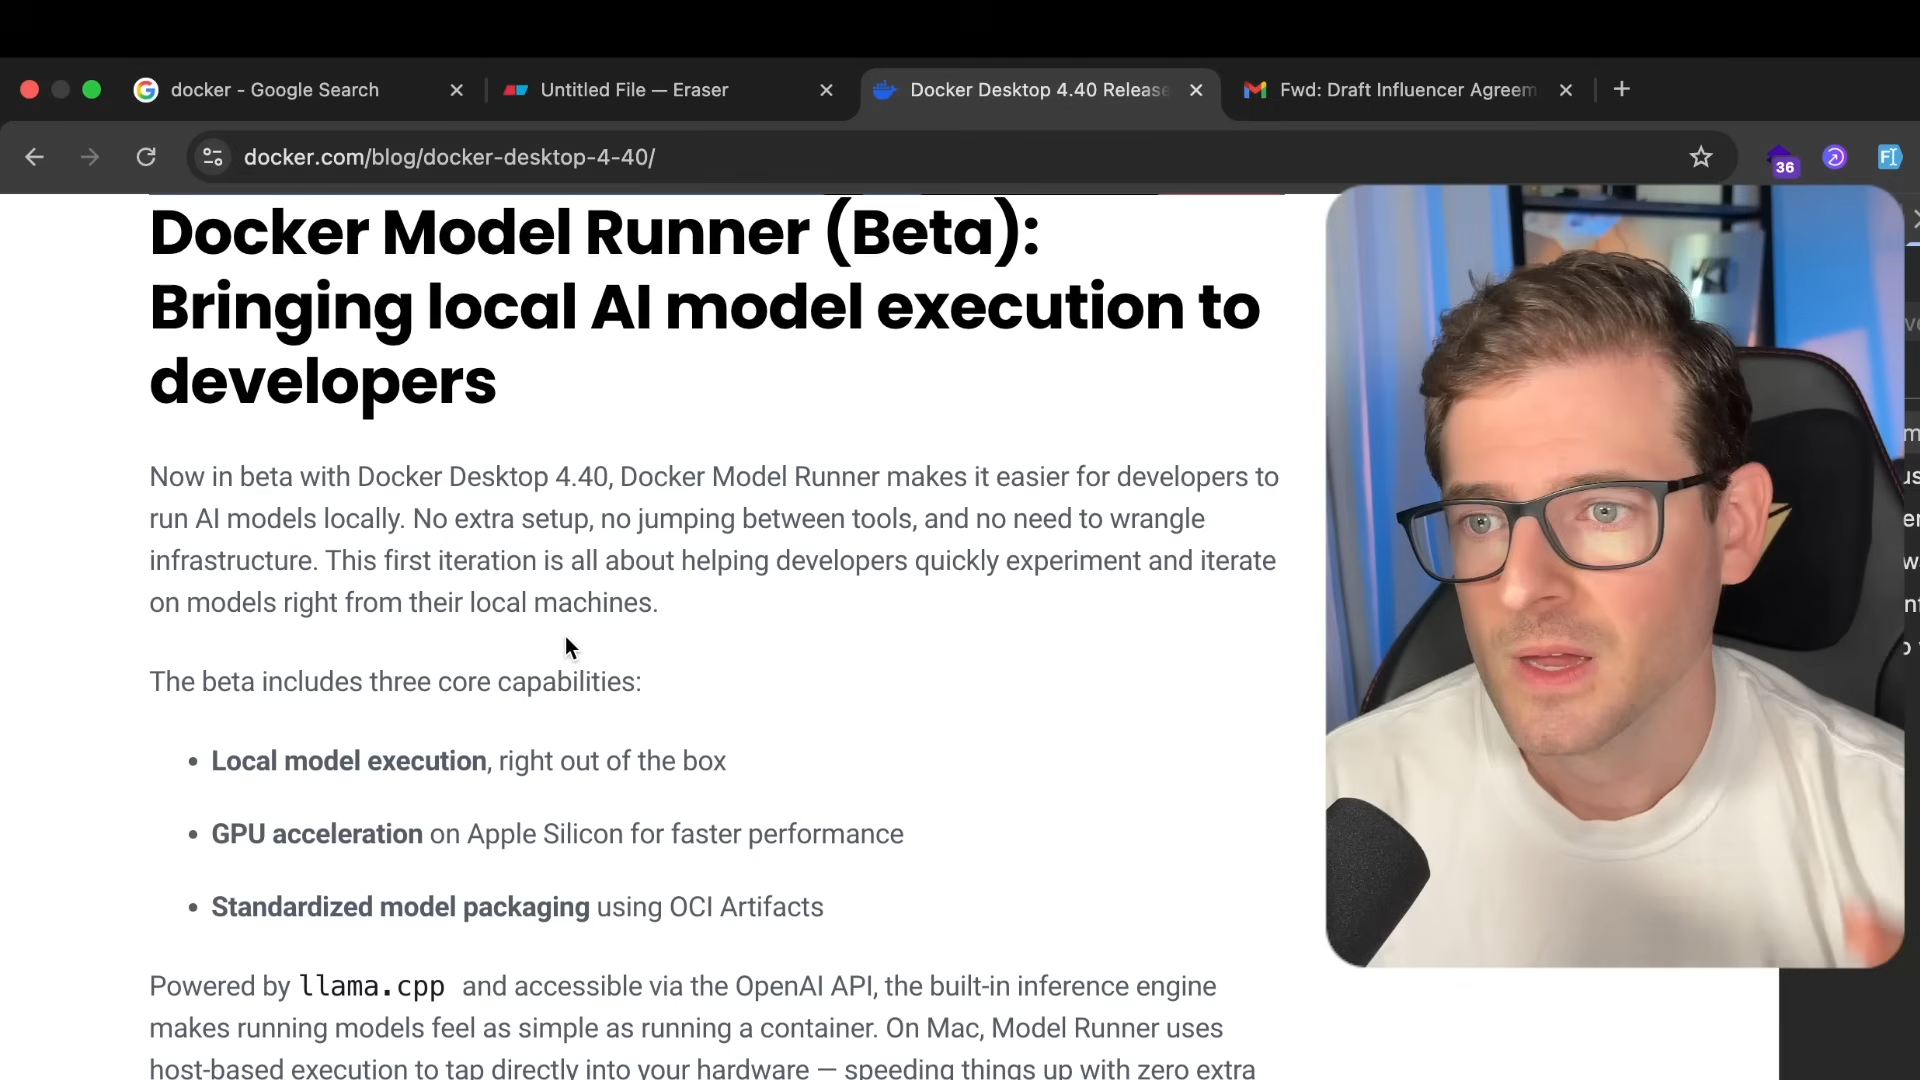 docker - Google Search
Untitled File — Eraser
Docker Desktop 4.40 Release
Fwd: Draft Influencer Agreem
docker.com/blog/docker-desktop-4-40/
36
Docker Model Runner (Beta):
Bringing local AI model execution to
developers
Now in beta with Docker Desktop 4.40, Docker Model Runner makes it easier for developers to
run AI models locally. No extra setup, no jumping between tools, and no need to wrangle
infrastructure. This first iteration is all about helping developers quickly experiment and iterate
on models right from their local machines.
The beta includes three core capabilities:
• Local model execution, right out of the box
• GPU acceleration on Apple Silicon for faster performance
• Standardized model packaging using OCI Artifacts
Powered by llama.cpp and accessible via the OpenAI API, the built-in inference engine
makes running models feel as simple as running a container. On Mac, Model Runner uses
host-based execution to tap directly into your hardware — speeding things up with zero extra